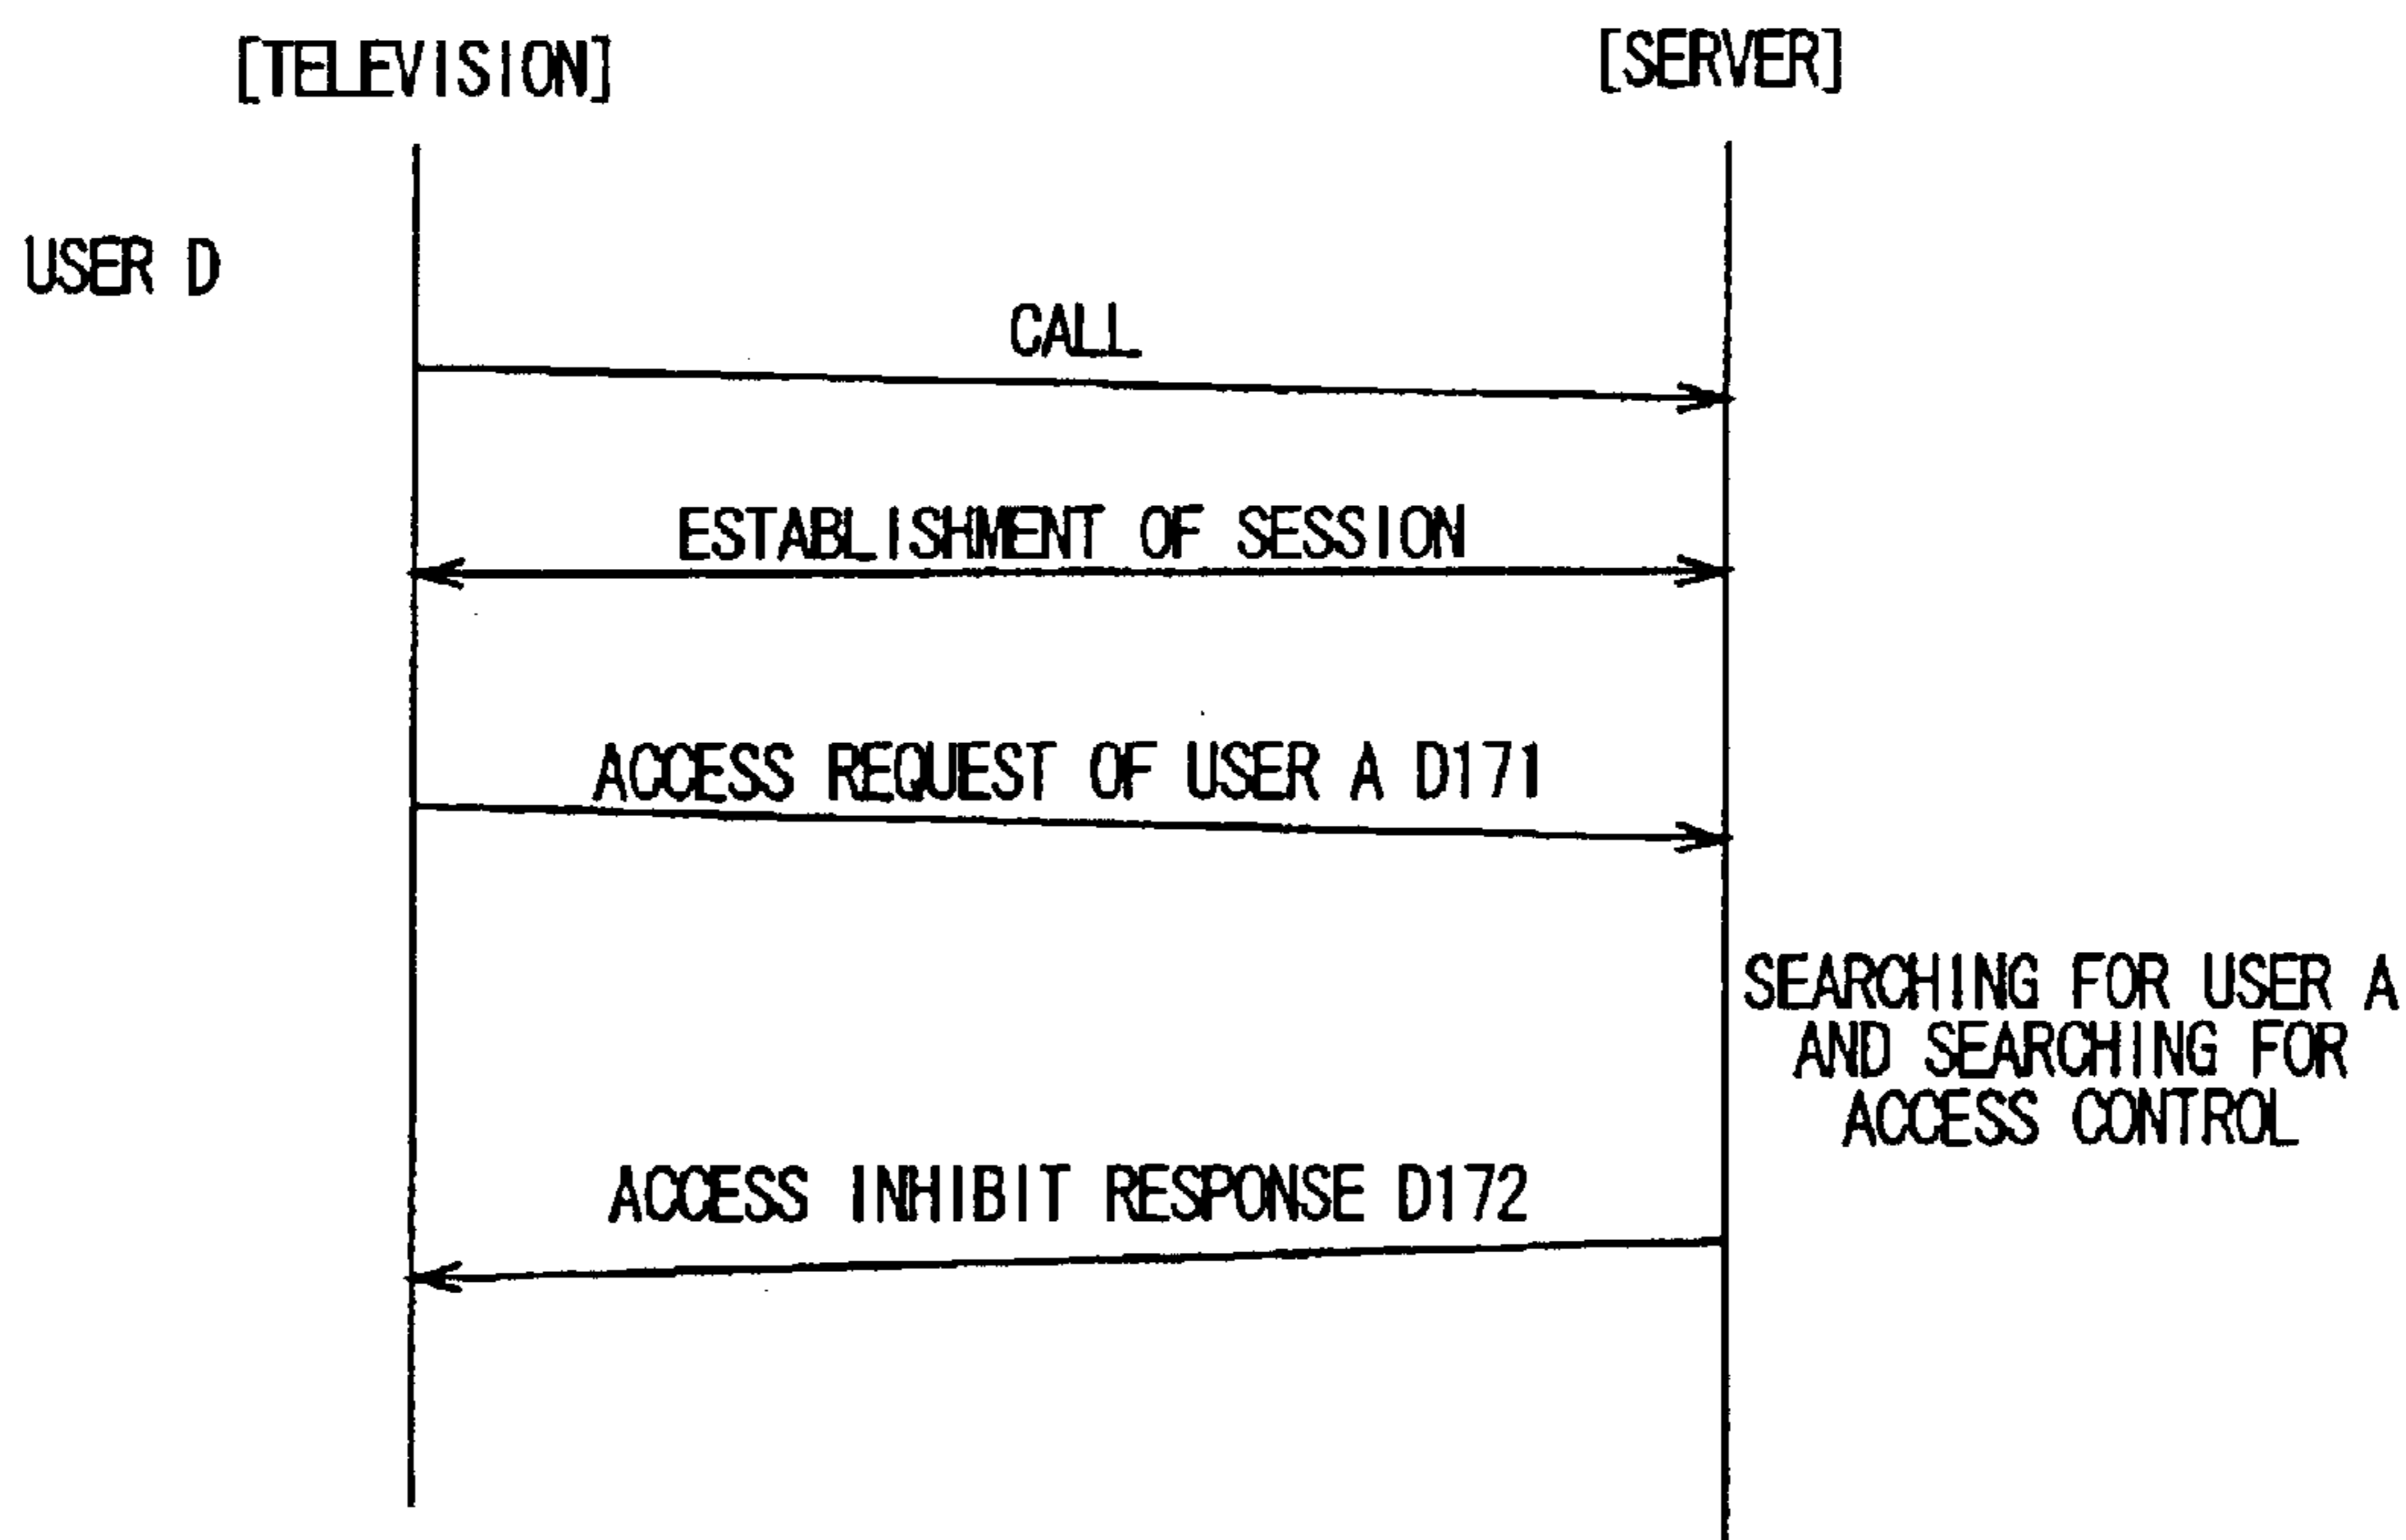 [TELEVISION]
[SERVER]
USER D
CALL
ESTABLISHMENT OF SESSION
ACCESS REQUEST OF USER A D171
SEARCHING FOR USER A
AND SEARCHING FOR
ACCESS CONTROL
ACCESS INHIBIT RESPONSE D172